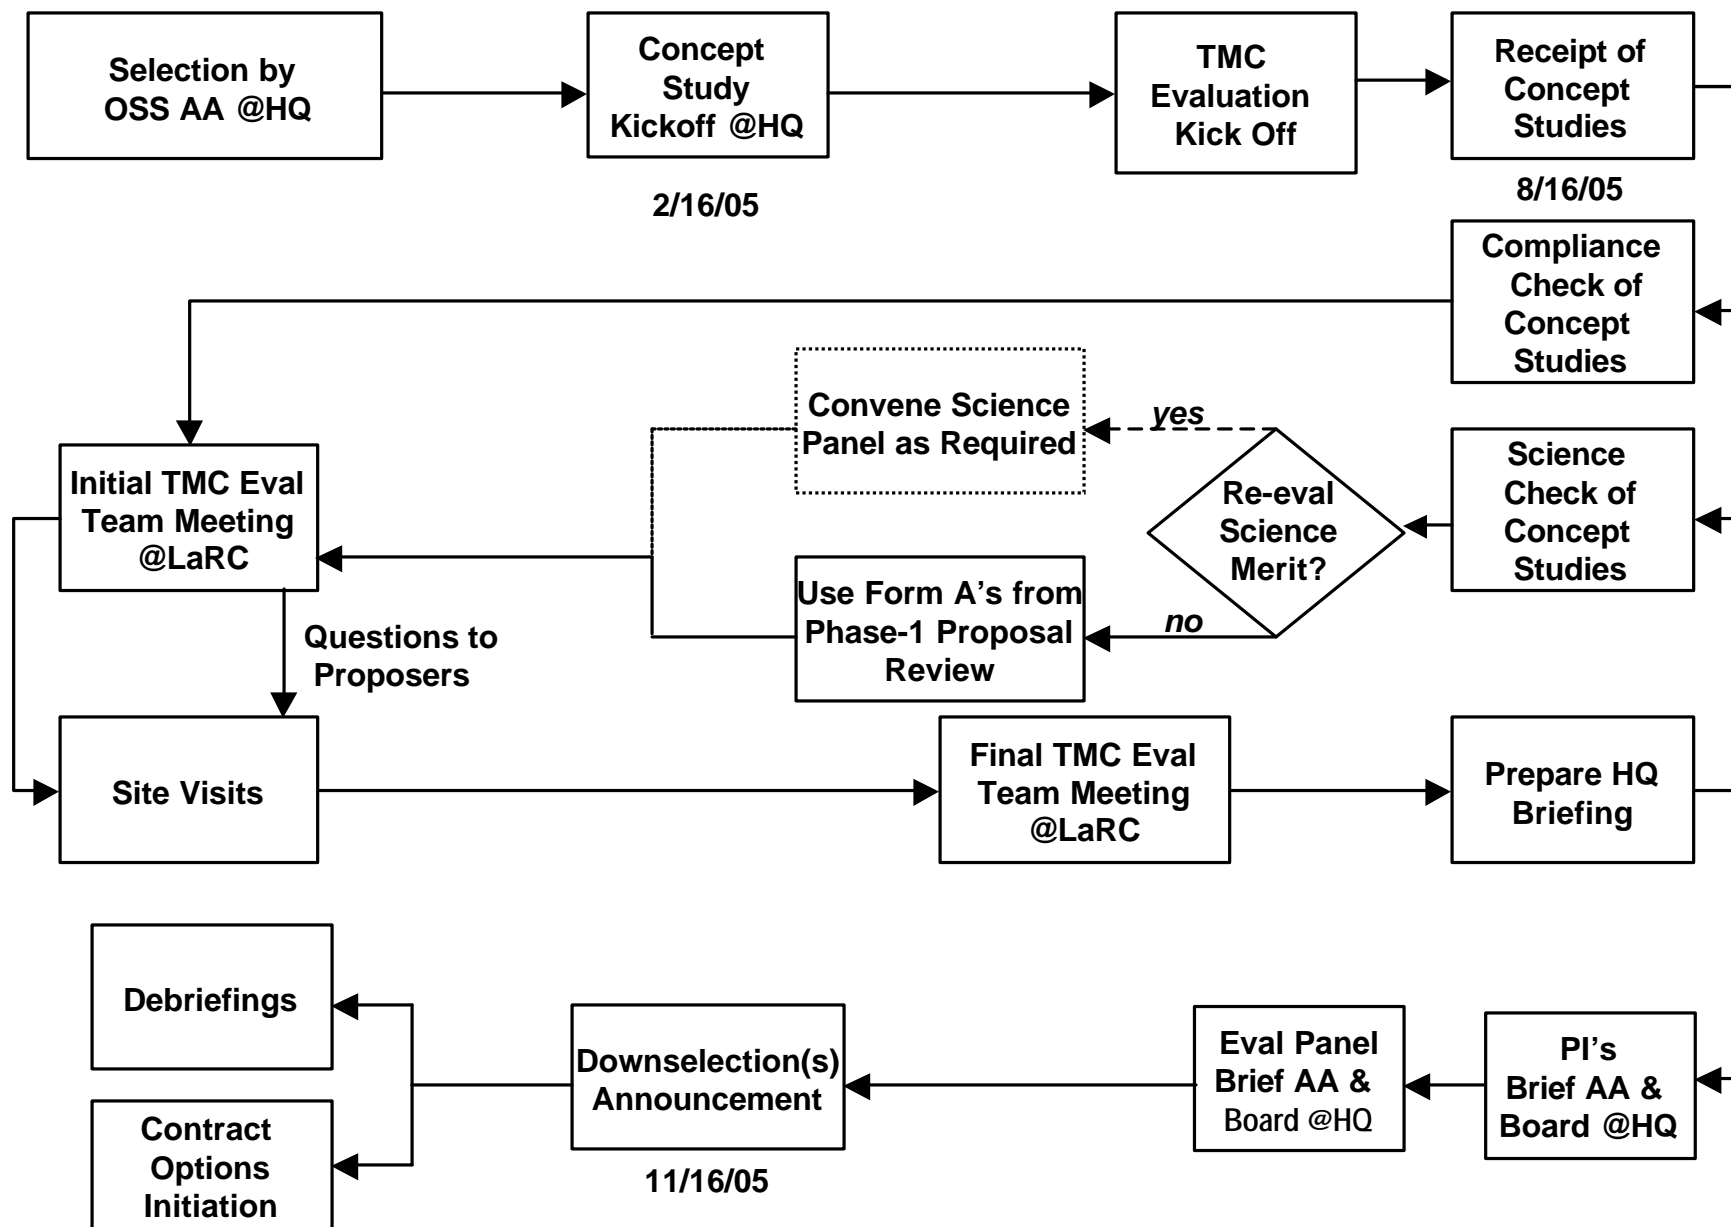 Selection by
OSS AA @HQ
Concept
Study
Kickoff @HQ
2/16/05
TMC
Evaluation
Kick Off
Receipt of
Concept
Studies
8/16/05
Compliance
Check of
Concept
Studies
Convene Science
Panel as Required
yes
Re-eval
Science
Merit?
Science
Check of
Concept
Studies
Initial TMC Eval
Team Meeting
@LaRC
Use Form A's from
Phase-1 Proposal
Review
no
Questions to
Proposers
Site Visits
Final TMC Eval
Team Meeting
@LaRC
Prepare HQ
Briefing
Debriefings
Contract
Options
Initiation
Downselection(s)
Announcement
11/16/05
Eval Panel
Brief AA &
Board @HQ
PI's
Brief AA &
Board @HQ